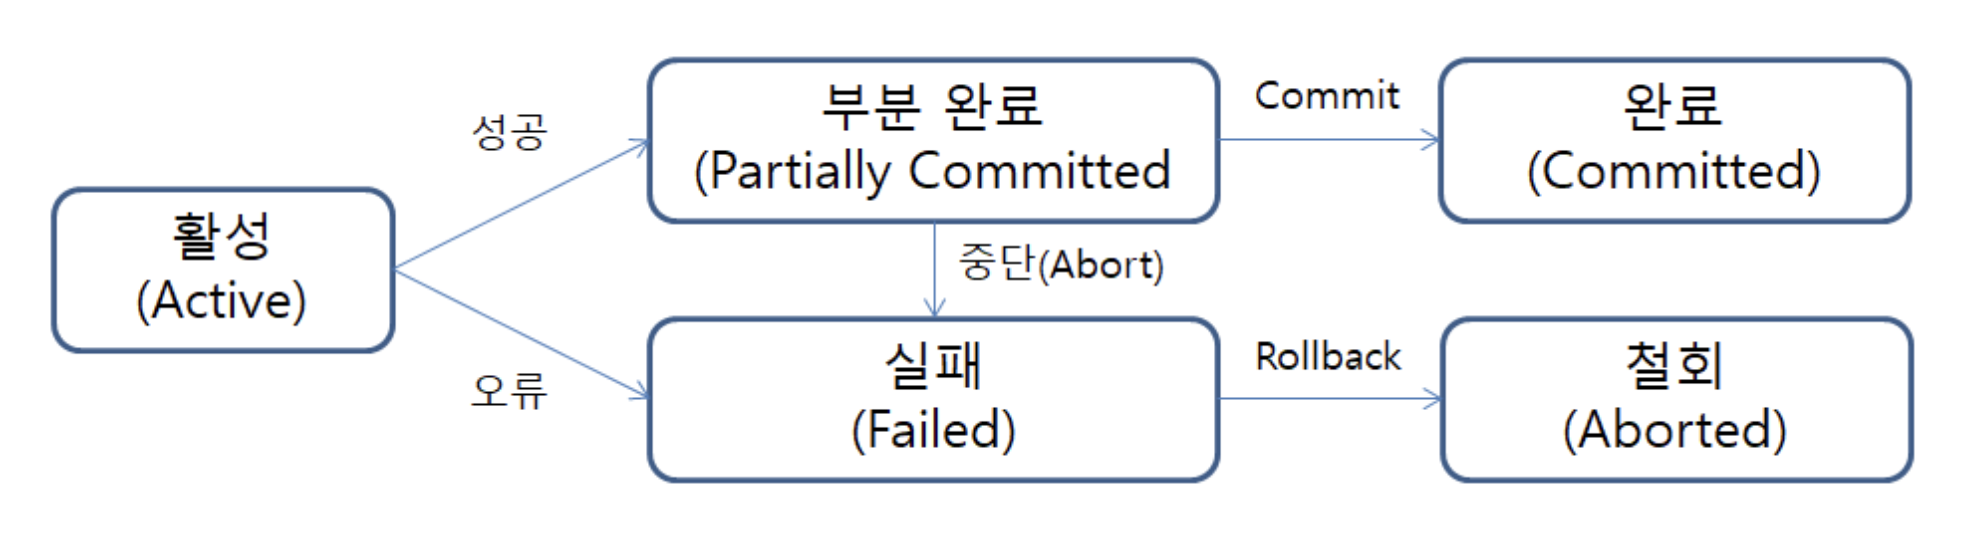 성공
부분 완료
(Partially Committed
Commit
완료
(Committed)
활성
(Active)
중단(Abort)
오류
실패
(Failed)
Rollback
철회
(Aborted)